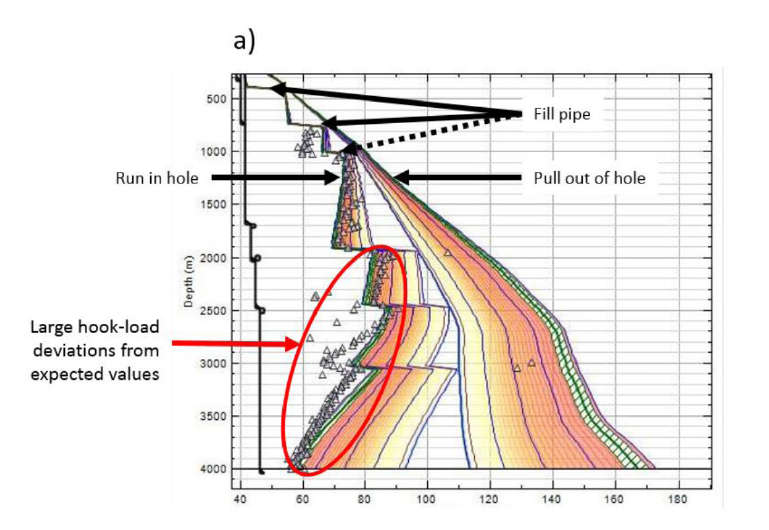 a)
500
Fill pipe
1000
Run in hole
Pull out of hole
1500
2000
Depth (m)
2500
Large hook-load
deviations from
expected values
3000
3500
4000
40 60 80 100 120 140 160 180